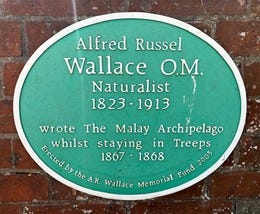 Alfred Russel
Wallace O.M.
Naturalist
1823 - 1913
wrote The Malay Archipelago
whilst staying in Treeps
1867 - 1868
Erected by the A.R. Wallace Memorial Fund 2005